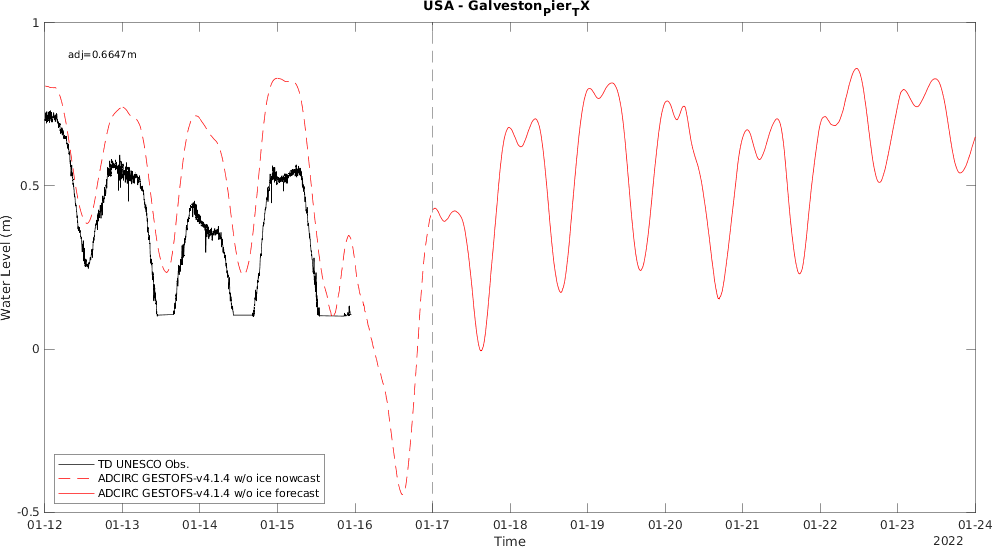 USA - GalvestonPierTX
adj=0.6647m
1
0.5
0
-0.5
Water Level (m)
TD UNESCO Obs.
ADCIRC GESTOFS-v4.1.4 w/o ice nowcast
ADCIRC GESTOFS-v4.1.4 w/o ice forecast
01-12 01-13 01-14 01-15 01-16 01-17 01-18 01-19 01-20 01-21 01-22 01-23 01-24
Time
2022